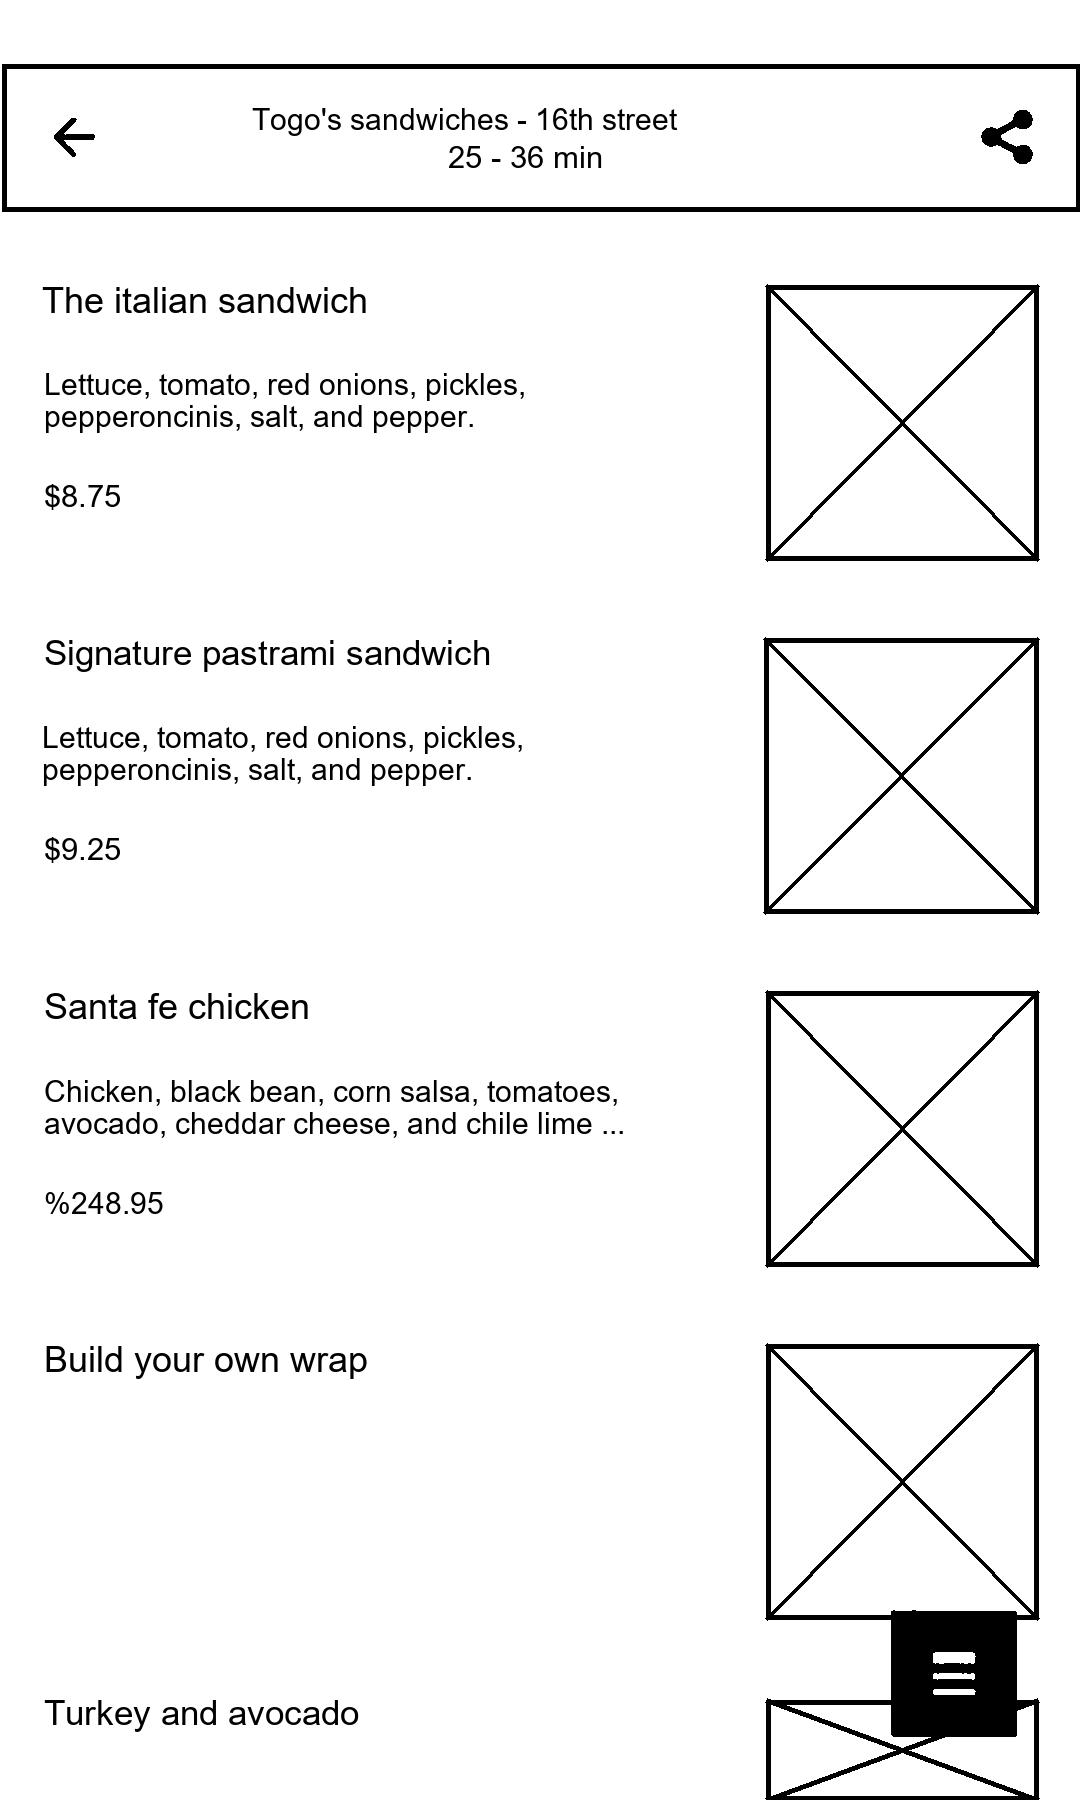 Togo's sandwiches - 16th street
25 - 36 min
The italian sandwich
Lettuce, tomato, red onions, pickles,
pepperoncinis, salt, and pepper.
$8.75
Signature pastrami sandwich
Lettuce, tomato, red onions, pickles,
pepperoncinis, salt, and pepper.
$9.25
Santa fe chicken
Chicken, black bean, corn salsa, tomatoes,
avocado, cheddar cheese, and chile lime ...
%248.95
Build your own wrap
Turkey and avocado